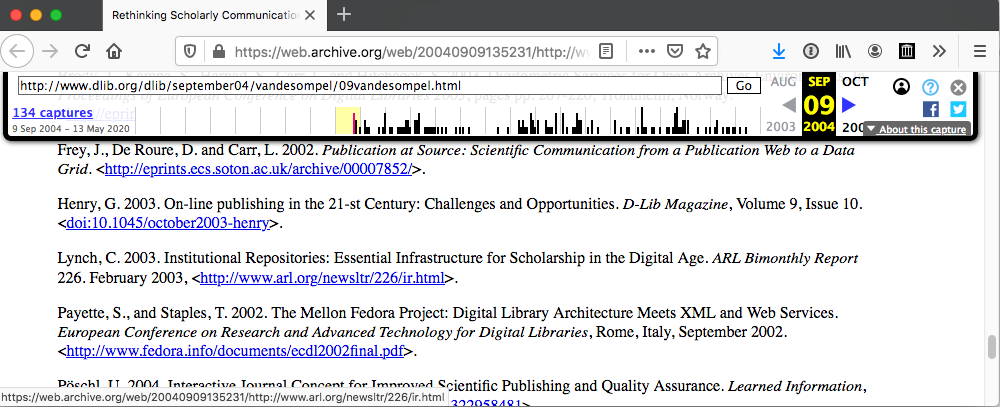 Rethinking Scholarly Communication
https://web.archive.org/web/20040909135231/http://w
http://www.dlib.org/dlib/september04/vandesompel/09vandesompel.html
Go
AUG SEP OCT
134 captures
09
9 Sep 2004 – 13 May 2020
2003 2004
About this capture
Frey, J., De Roure, D. and Carr, L. 2002. Publication at Source: Scientific Communication from a Publication Web to a Data
Grid. <http://eprints.ecs.soton.ac.uk/archive/00007852/>.
Henry, G. 2003. On-line publishing in the 21-st Century: Challenges and Opportunities. D-Lib Magazine, Volume 9, Issue 10.
<doi:10.1045/october2003-henry>.
Lynch, C. 2003. Institutional Repositories: Essential Infrastructure for Scholarship in the Digital Age. ARL Bimonthly Report
226. February 2003, <http://www.arl.org/newsltr/226/ir.html>.
Payette, S., and Staples, T. 2002. The Mellon Fedora Project: Digital Library Architecture Meets XML and Web Services.
European Conference on Research and Advanced Technology for Digital Libraries, Rome, Italy, September 2002.
<http://www.fedora.info/documents/ecdl2002final.pdf>.
Pöschl, U. 2004. Interactive Journal Concept for Improved Scientific Publishing and Quality Assurance. Learned Information,
https://web.archive.org/web/20040909135231/http://www.arl.org/newsltr/226/ir.html
322958481>.